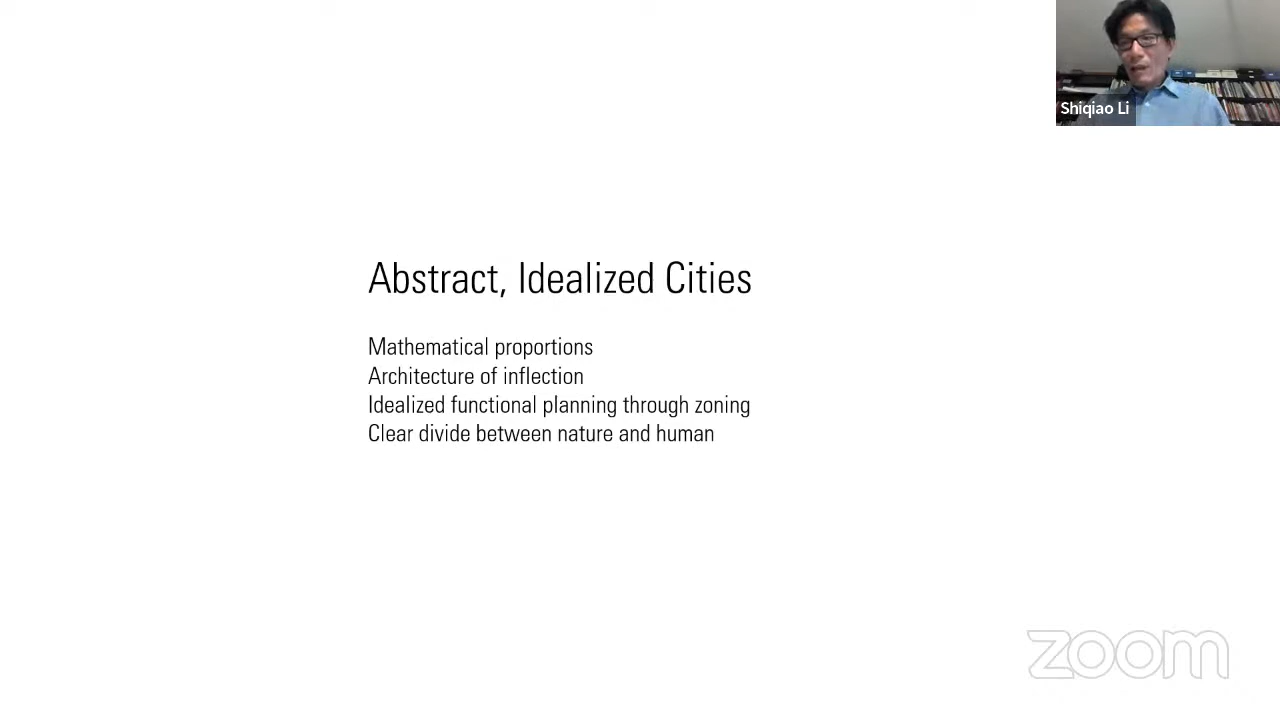 Shiqiao Li
Abstract, Idealized Cities
Mathematical proportions
Architecture of inflection
Idealized functional planning through zoning
Clear divide between nature and human
zoom